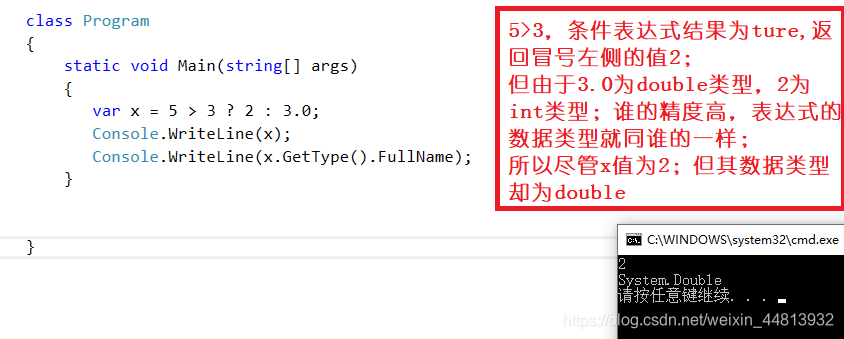 class Program
{
static void Main(string[] args)
{
var x = 5 > 3 ? 2 : 3.0;
Console.WriteLine(x);
Console.WriteLine(x.GetType().FullName);
}
}
5>3，条件表达式结果为ture,返
回冒号左侧的值2；
但由于3.0为double类型，2为
int类型；谁的精度高，表达式的
数据类型就同谁的一样；
所以尽管x值为2；但其数据类型
却为double
C:\WINDOWS\system32\cmd.exe
2
System.Double
请按任意键继续. . .
https://blog.csdn.net/weixin_44813932